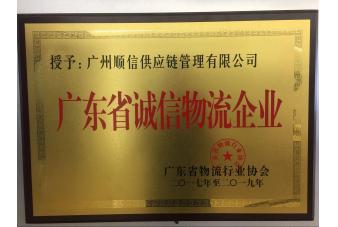 授予：广州顺信供应链管理有限公司
广东省诚信物流企业
广东省物流行业协会
二〇一七年至二〇一九年